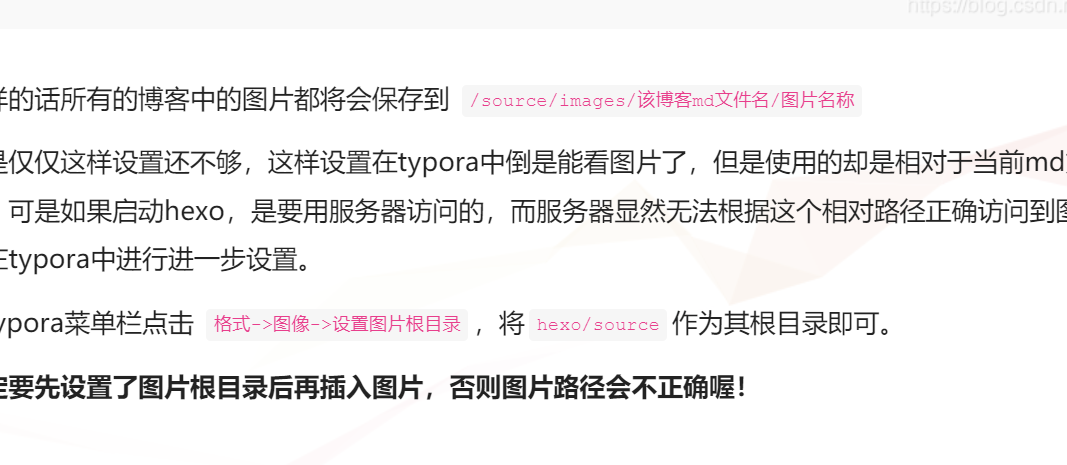 https://blog.csdn.n
样的话所有的博客中的图片都将会保存到 /source/images/该博客md文件名/图片名称
是仅仅这样设置还不够，这样设置在typora中倒是能看图片了，但是使用的却是相对于当前md
，可是如果启动hexo，是要用服务器访问的，而服务器显然无法根据这个相对路径正确访问到图
在typora中进行进一步设置。
ypora菜单栏点击 格式->图像->设置图片根目录 ，将 hexo/source 作为其根目录即可。
定要先设置了图片根目录后再插入图片，否则图片路径会不正确喔！